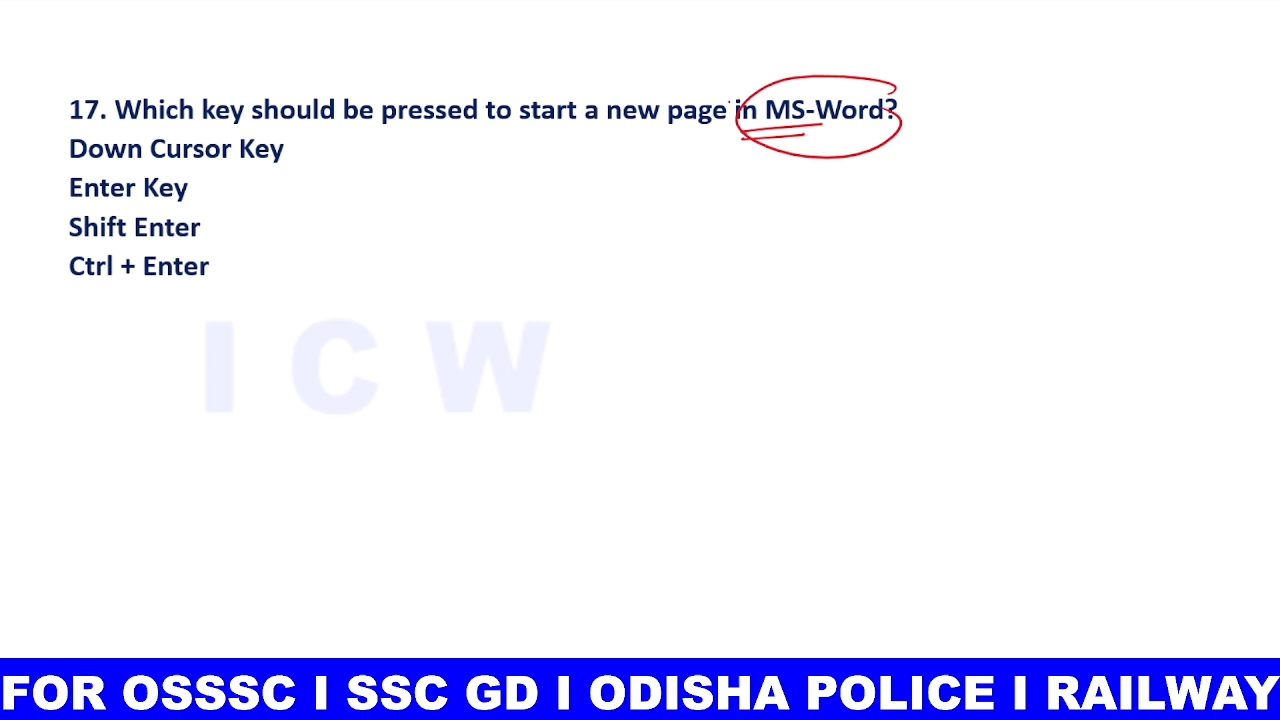 17. Which key should be pressed to start a new page in MS-Word?
Down Cursor Key
Enter Key
Shift Enter
Ctrl + Enter
I C W
FOR OSSSC I SSC GD I ODISHA POLICE I RAILWAY